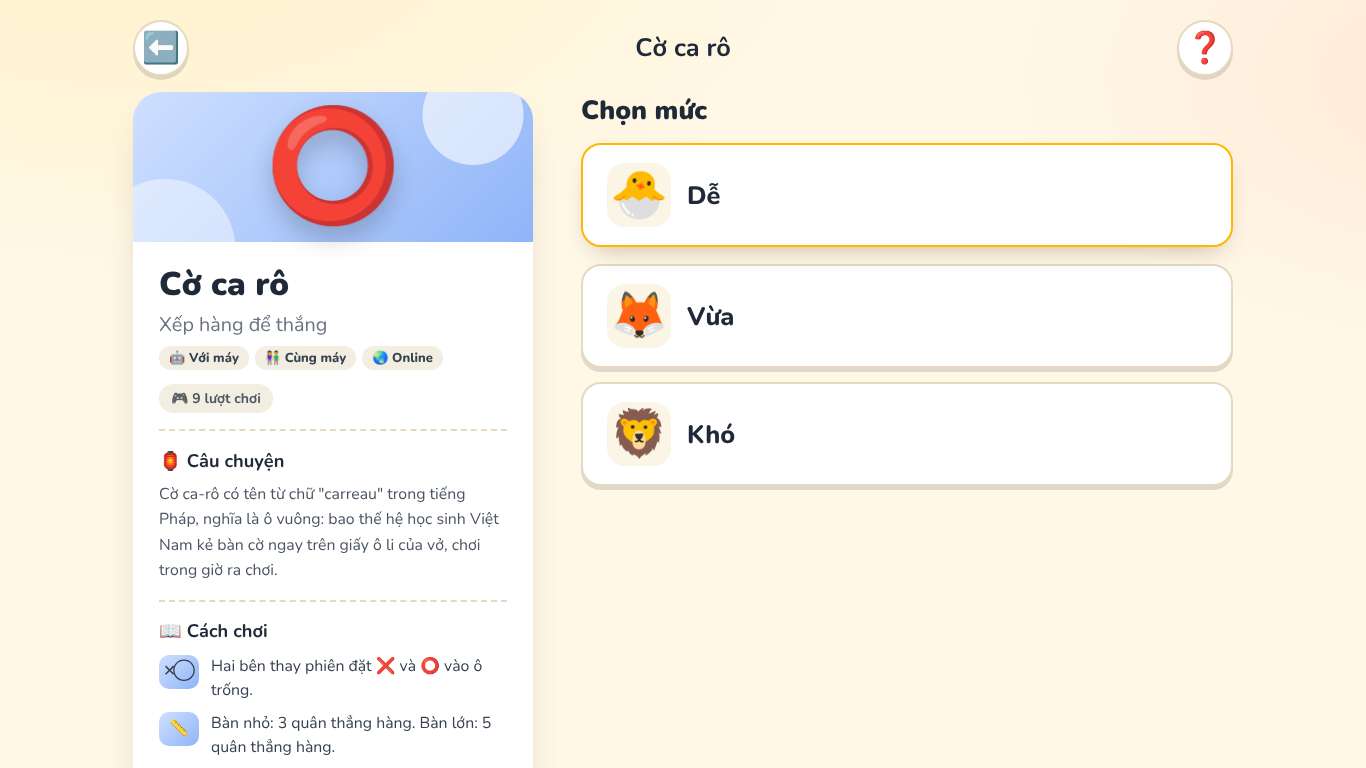 Cờ ca rô
Cờ ca rô
Xếp hàng để thắng
Với máy
Cùng máy
Online
9 lượt chơi
Câu chuyện
Cờ ca-rô có tên từ chữ "carreau" trong tiếng
Pháp, nghĩa là ô vuông: bao thế hệ học sinh Việt
Nam kẻ bàn cờ ngay trên giấy ô li của vở, chơi
trong giờ ra chơi.
Cách chơi
Hai bên thay phiên đặt ❌ và ⭕ vào ô
trống.
Bàn nhỏ: 3 quân thẳng hàng. Bàn lớn: 5
quân thẳng hàng.
Chọn mức
Dễ
Vừa
Khó